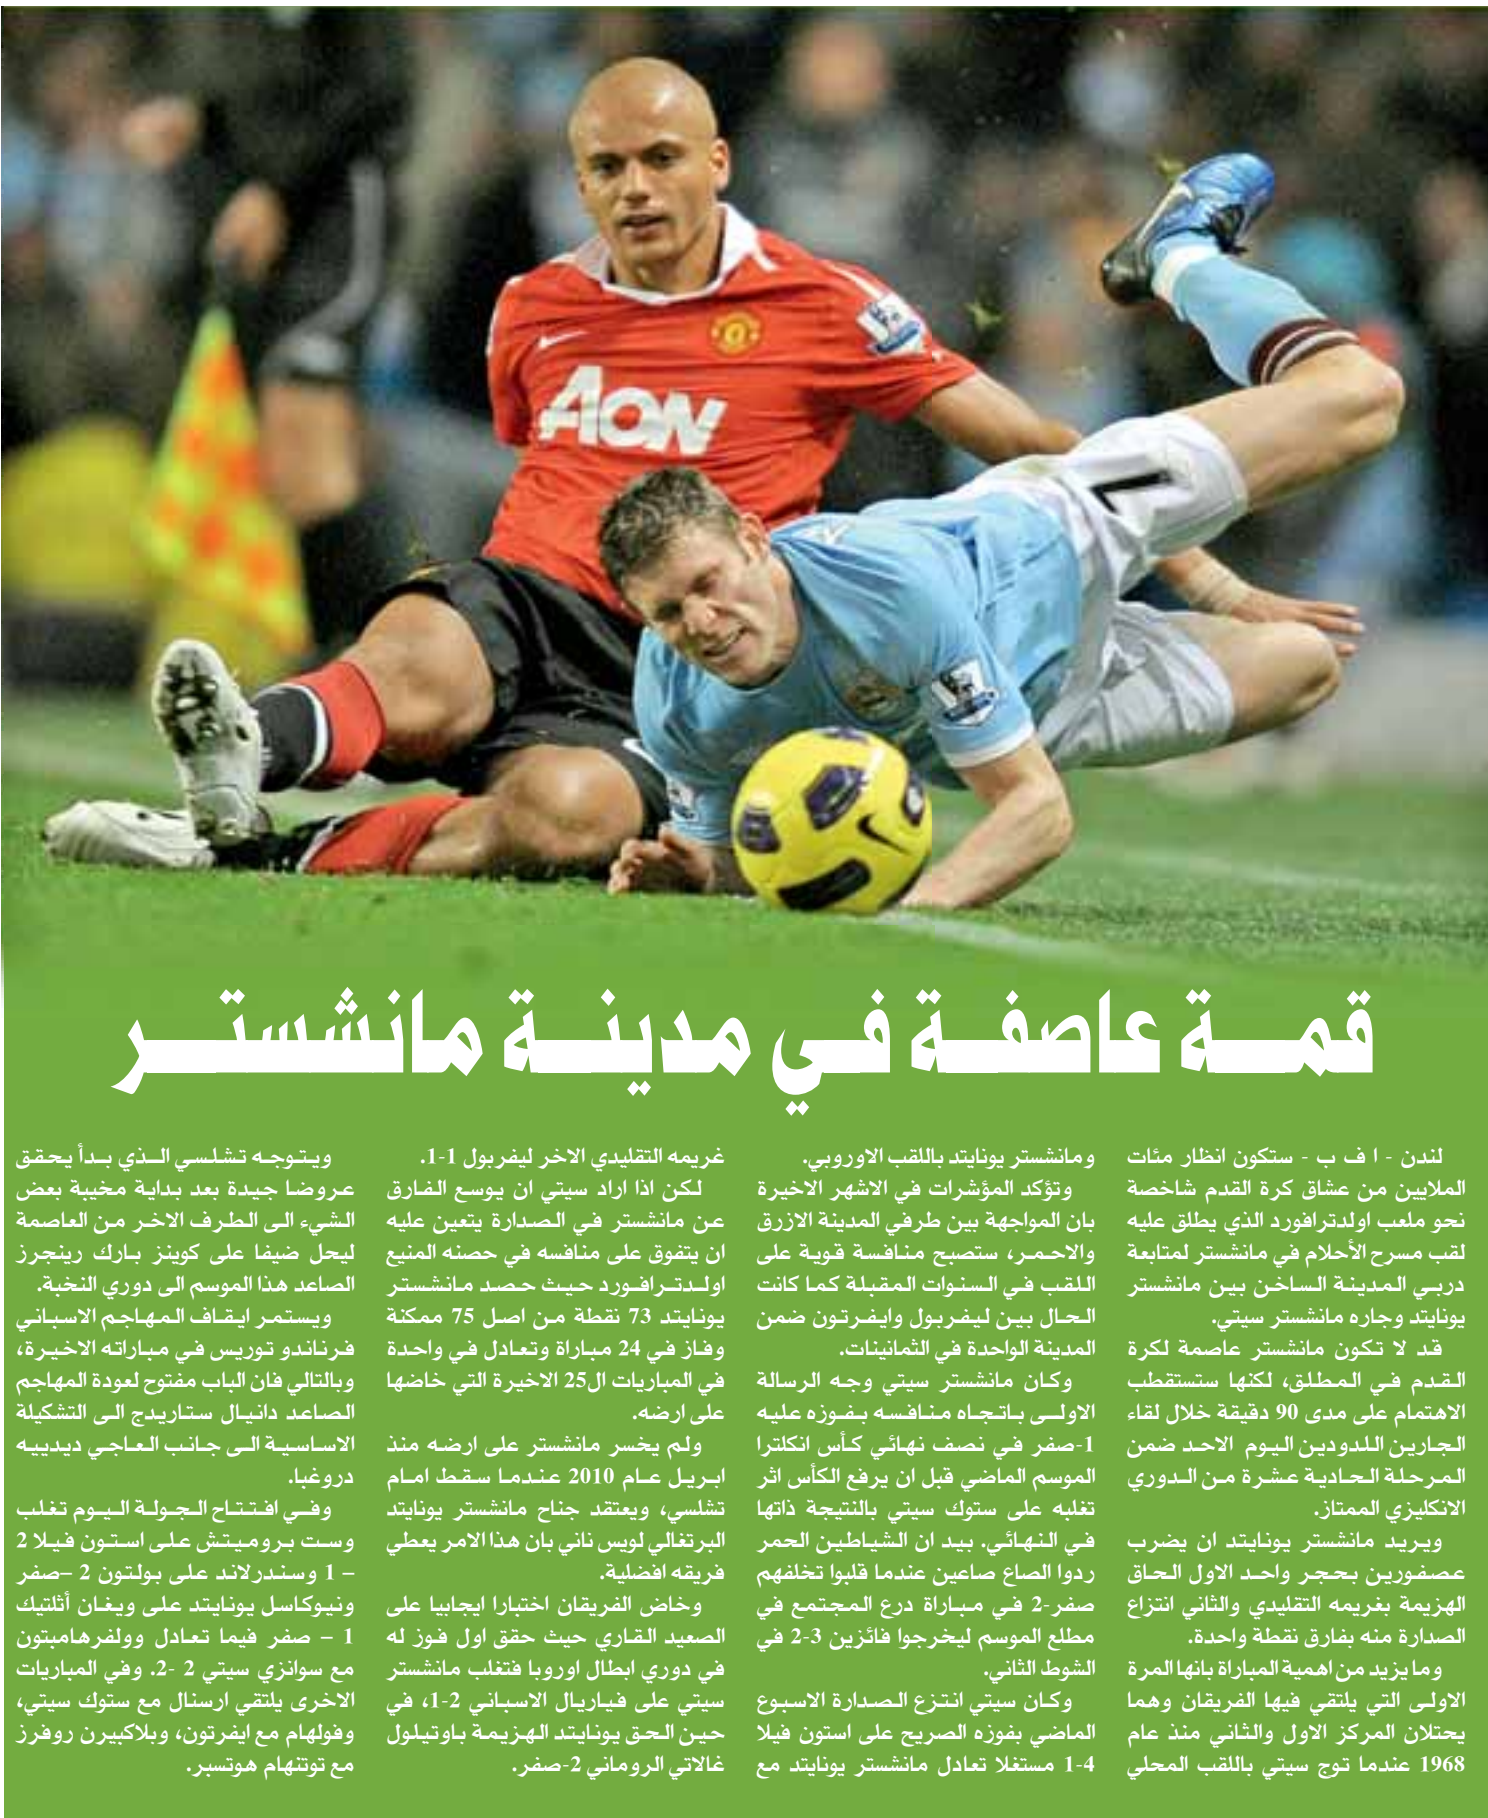 AON
7
قمة عاصفة في مدينة مانشستر
لندن - ا ف ب - ستكون انظار مئات
الملايين من عشاق كرة القدم شاخصة
نحو ملعب اولدترافورد الذي يطلق عليه
لقب مسرح الأحلام في مانشستر لمتابعة
دربي المدينة الساخن بين مانشستر
يونايتد وجاره مانشستر سيتي.
قد لا تكون مانشستر عاصمة لكرة
القدم في المطلق، لكنها ستستقطب
الاهتمام على مدى 90 دقيقة خلال لقاء
الجارين اللدودين اليوم الاحد ضمن
المرحلة الحادية عشرة من الدوري
الانكليزي الممتاز.
ويريد مانشستر يونايتد ان يضرب
عصفورين بحجر واحد الاول الحاق
الهزيمة بغريمه التقليدي والثاني انتزاع
الصدارة منه بفارق نقطة واحدة.
وما يزيد من اهمية المباراة بانها المرة
الاولى التي يلتقي فيها الفريقان وهما
يحتلان المركز الاول والثاني منذ عام
1968 عندما توج سيتي باللقب المحلي
ومانشستر يونايتد باللقب الاوروبي.
وتؤكد المؤشرات في الاشهر الاخيرة
بان المواجهة بين طرفي المدينة الازرق
والاحمر، ستصبح منافسة قوية على
اللقب في السنوات المقبلة كما كانت
الحال بين ليفربول وايفرتون ضمن
المدينة الواحدة في الثمانينات.
وكان مانشستر سيتي وجه الرسالة
الاولى باتجاه منافسه بفوزه عليه
1-صفر في نصف نهائي كأس انكلترا
الموسم الماضي قبل ان يرفع الكأس اثر
تغلبه على ستوك سيتي بالنتيجة ذاتها
في النهائي. بيد ان الشياطين الحمر
ردوا الصاع صاعين عندما قلبوا تخلفهم
صفر-2 في مباراة درع المجتمع في
مطلع الموسم ليخرجوا فائزين 3-2 في
الشوط الثاني.
وكان سيتي انتزع الصدارة الاسبوع
الماضي بفوزه الصريح على استون فيلا
4-1 مستغلا تعادل مانشستر يونايتد مع
غريمه التقليدي الاخر ليفربول 1-1.
لكن اذا اراد سيتي ان يوسع الفارق
عن مانشستر في الصدارة يتعين عليه
ان يتفوق على منافسه في حصنه المنيع
اولدترافورد حيث حصد مانشستر
يونايتد 73 نقطة من اصل 75 ممكنة
وفاز في 24 مباراة وتعادل في واحدة
في المباريات ال25 الاخيرة التي خاضها
على ارضه.
ولم يخسر مانشستر على ارضه منذ
ابريل عام 2010 عندما سقط امام
تشلسي، ويعتقد جناح مانشستر يونايتد
البرتغالي لويس ناني بان هذا الامر يعطي
فريقه افضلية.
وخاض الفريقان اختبارا ايجابيا على
الصعيد القاري حيث حقق اول فوز له
في دوري ابطال اوروبا فتغلب مانشستر
سيتي على فياريال الاسباني 2-1، في
حين الحق يونايتد الهزيمة باوتيلول
غالاتي الروماني 2-صفر.
ويتوجه تشلسي الذي بدأ يحقق
عروضا جيدة بعد بداية مخيبة بعض
الشيء الى الطرف الاخر من العاصمة
ليحل ضيفا على كوينز بارك رينجرز
الصاعد هذا الموسم الى دوري النخبة.
ويستمر ايقاف المهاجم الاسباني
فرناندو توريس في مباراته الاخيرة،
وبالتالي فان الباب مفتوح لعودة المهاجم
الصاعد دانيال ستاريدج الى التشكيلة
الاساسية الى جانب العاجي ديدييه
دروغبا.
وفي افتتاح الجولة اليوم تغلب
وست بروميتش على استون فيلا 2
– 1 وسندرلاند على بولتون 2 –صفر
ونيوكاسل يونايتد على ويغان أثلتيك
1 – صفر فيما تعادل وولفرهامبتون
مع سوانزي سيتي 2 -2. وفي المباريات
الاخرى يلتقي ارسنال مع ستوك سيتي،
وفولهام مع ايفرتون، وبلاكبيرن روفرز
مع توتنهام هوتسبر.